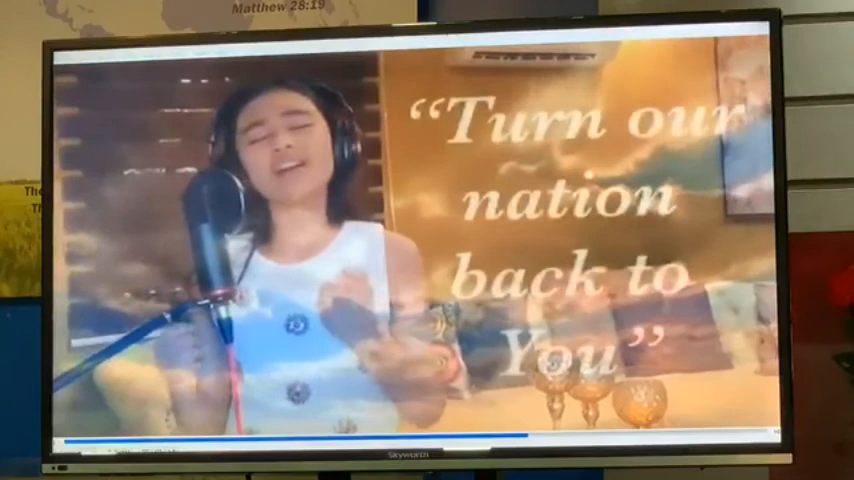 Matthew 28:19
“Turn our
nation
back to
You”
Skyworth